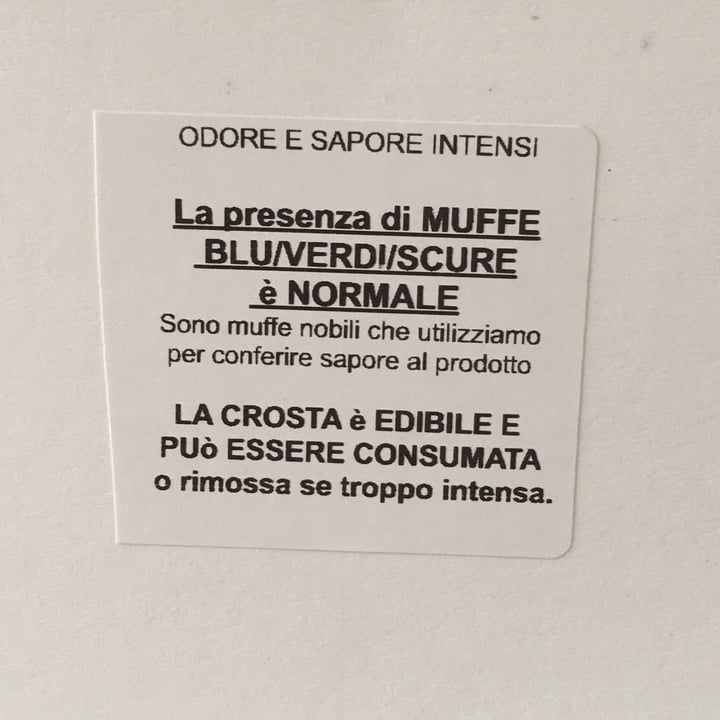 ODORE E SAPORE INTENSI
La presenza di MUFFE
BLU/VERDI/SCURE
è NORMALE
Sono muffe nobili che utilizziamo
per conferire sapore al prodotto
LA CROSTA è EDIBILE E
PUò ESSERE CONSUMATA
o rimossa se troppo intensa.